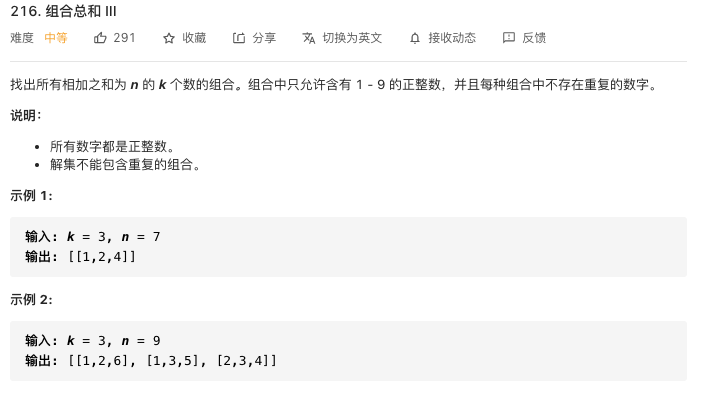 216. 组合总和 III
难度 中等 291 收藏 分享 切换为英文 接收动态 反馈
找出所有相加之和为 n 的 k 个数的组合。组合中只允许含有 1 - 9 的正整数，并且每种组合中不存在重复的数字。
说明：
• 所有数字都是正整数。
• 解集不能包含重复的组合。
示例 1:
输入: k = 3, n = 7
输出: [[1,2,4]]
示例 2:
输入: k = 3, n = 9
输出: [[1,2,6], [1,3,5], [2,3,4]]